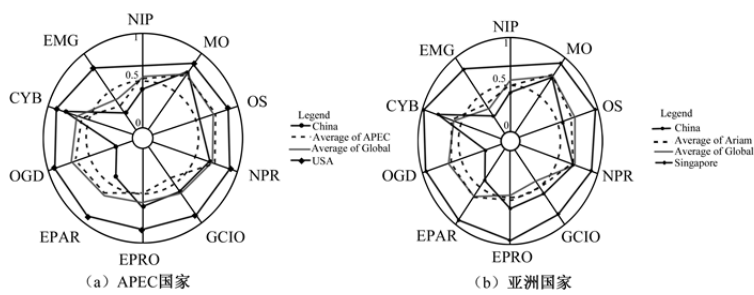 NIP
1
EMG
MO
0.5
CYB
OS
0
OGD
NPR
EPAR
GCIO
EPRO
Legend
China
Average of APEC
Average of Global
USA
(a) APEC国家
NIP
1
EMG
MO
0.5
CYB
OS
0
OGD
NPR
EPAR
GCIO
EPRO
Legend
China
Average of Ariam
Average of Global
Singapore
(b) 亚洲国家